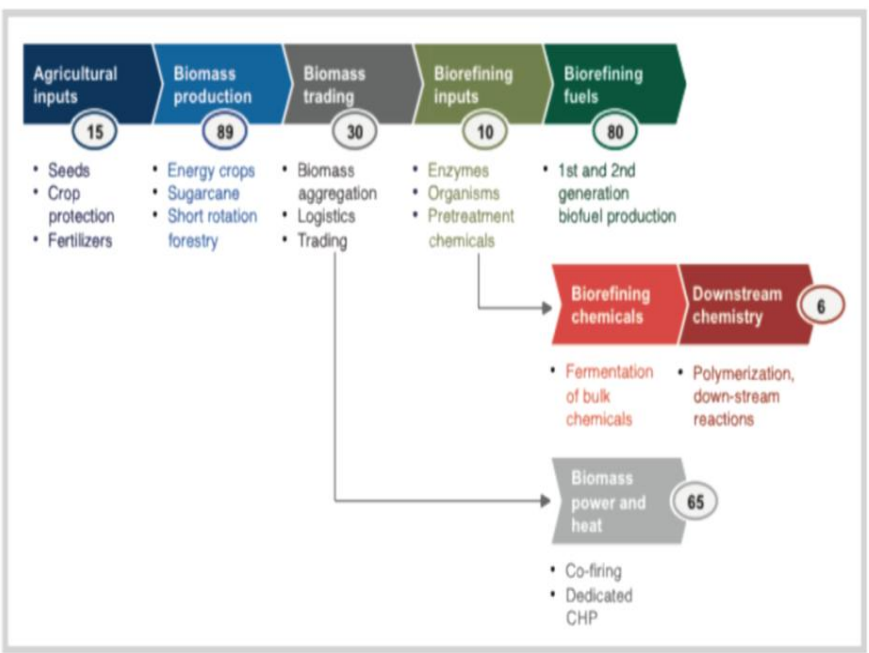 Agricultural
inputs
15
• Seeds
• Crop
protection
• Fertilizers
Biomass
production
89
• Energy crops
• Sugarcane
• Short rotation
forestry
Biomass
trading
30
• Biomass
aggregation
• Logistics
• Trading
Biorefining
inputs
10
• Enzymes
• Organisms
• Pretreatment
chemicals
Biorefining
fuels
80
• 1st and 2nd
generation
biofuel production
Biorefining
chemicals
• Fermentation
of bulk
chemicals
Downstream
chemistry
6
• Polymerization,
down-stream
reactions
Biomass
power and
heat
65
• Co-firing
• Dedicated
CHP